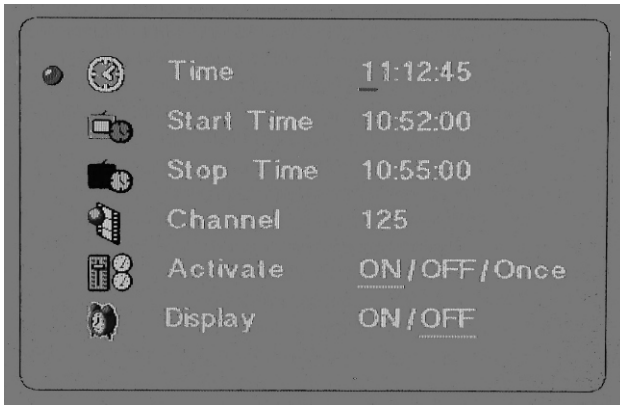 Time 11:12:45
Start Time 10:52:00
Stop Time 10:55:00
Channel 125
Activate ON/OFF/Once
Display ON/OFF